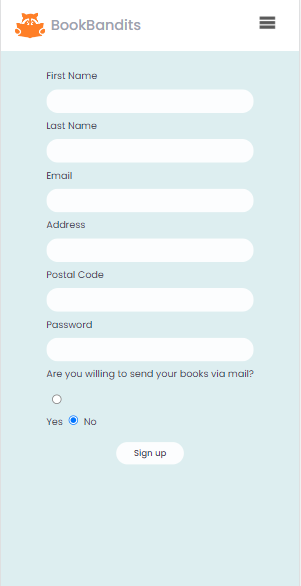 BookBandits
First Name
Last Name
Email
Address
Postal Code
Password
Are you willing to send your books via mail?
Yes No
Sign up